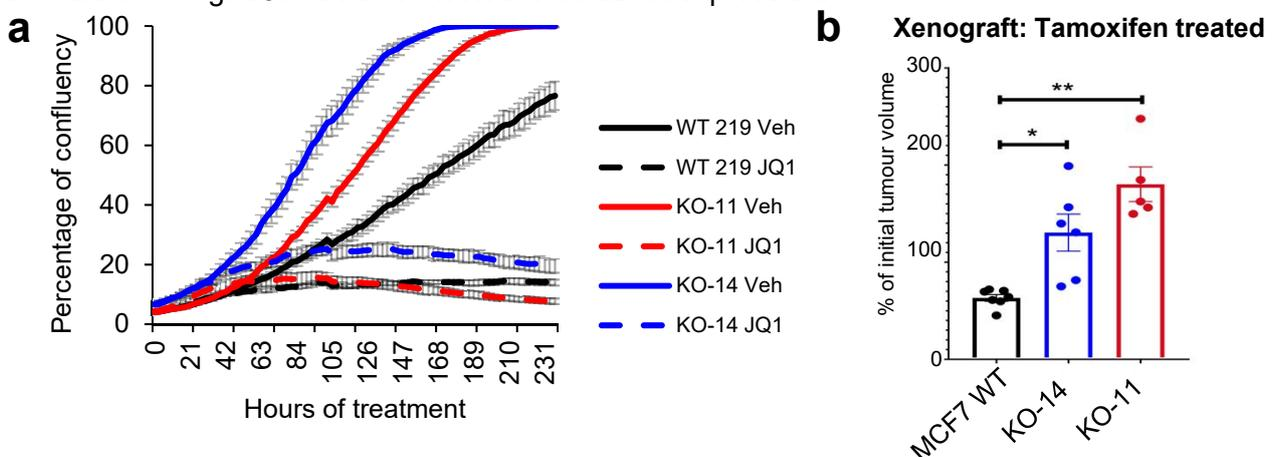 a
Percentage of confluency
100
80
60
40
20
0
0 21 42 63 84 105 126 147 168 189 210 231
Hours of treatment
WT 219 Veh
WT 219 JQ1
KO-11 Veh
KO-11 JQ1
KO-14 Veh
KO-14 JQ1
b
Xenograft: Tamoxifen treated
% of initial tumour volume
300
200
100
0
**
*
MCF7 WT
KO-14
KO-11